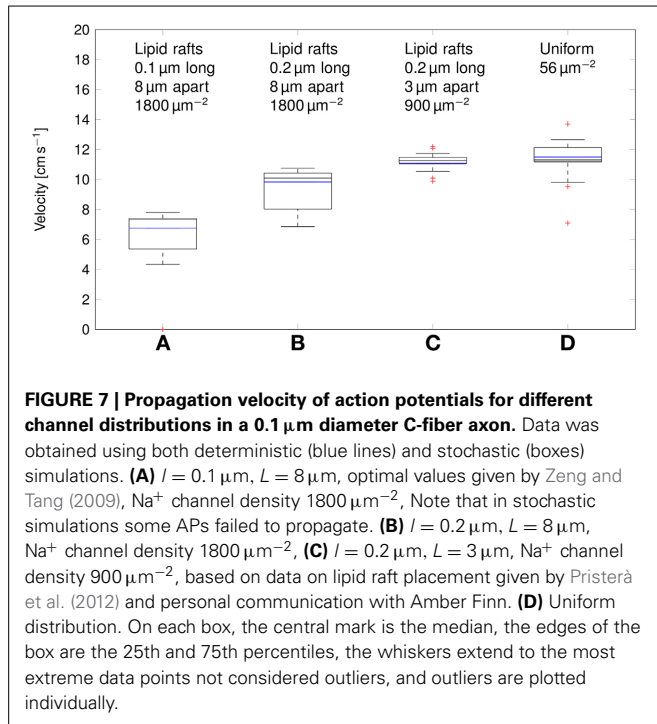 20
18
16
14
12
10
8
6
4
2
0
Velocity [cm s⁻¹]
Lipid rafts
0.1 μm long
8 μm apart
1800 μm⁻²
Lipid rafts
0.2 μm long
8 μm apart
1800 μm⁻²
Lipid rafts
0.2 μm long
3 μm apart
900 μm⁻²
Uniform
56 μm⁻²
A B C D
FIGURE 7 | Propagation velocity of action potentials for different
channel distributions in a 0.1 μm diameter C-fiber axon. Data was
obtained using both deterministic (blue lines) and stochastic (boxes)
simulations. (A) l = 0.1 μm, L = 8 μm, optimal values given by Zeng and
Tang (2009), Na⁺ channel density 1800 μm⁻², Note that in stochastic
simulations some APs failed to propagate. (B) l = 0.2 μm, L = 8 μm,
Na⁺ channel density 1800 μm⁻², (C) l = 0.2 μm, L = 3 μm, Na⁺ channel
density 900 μm⁻², based on data on lipid raft placement given by Pristerà
et al. (2012) and personal communication with Amber Finn. (D) Uniform
distribution. On each box, the central mark is the median, the edges of the
box are the 25th and 75th percentiles, the whiskers extend to the most
extreme data points not considered outliers, and outliers are plotted
individually.